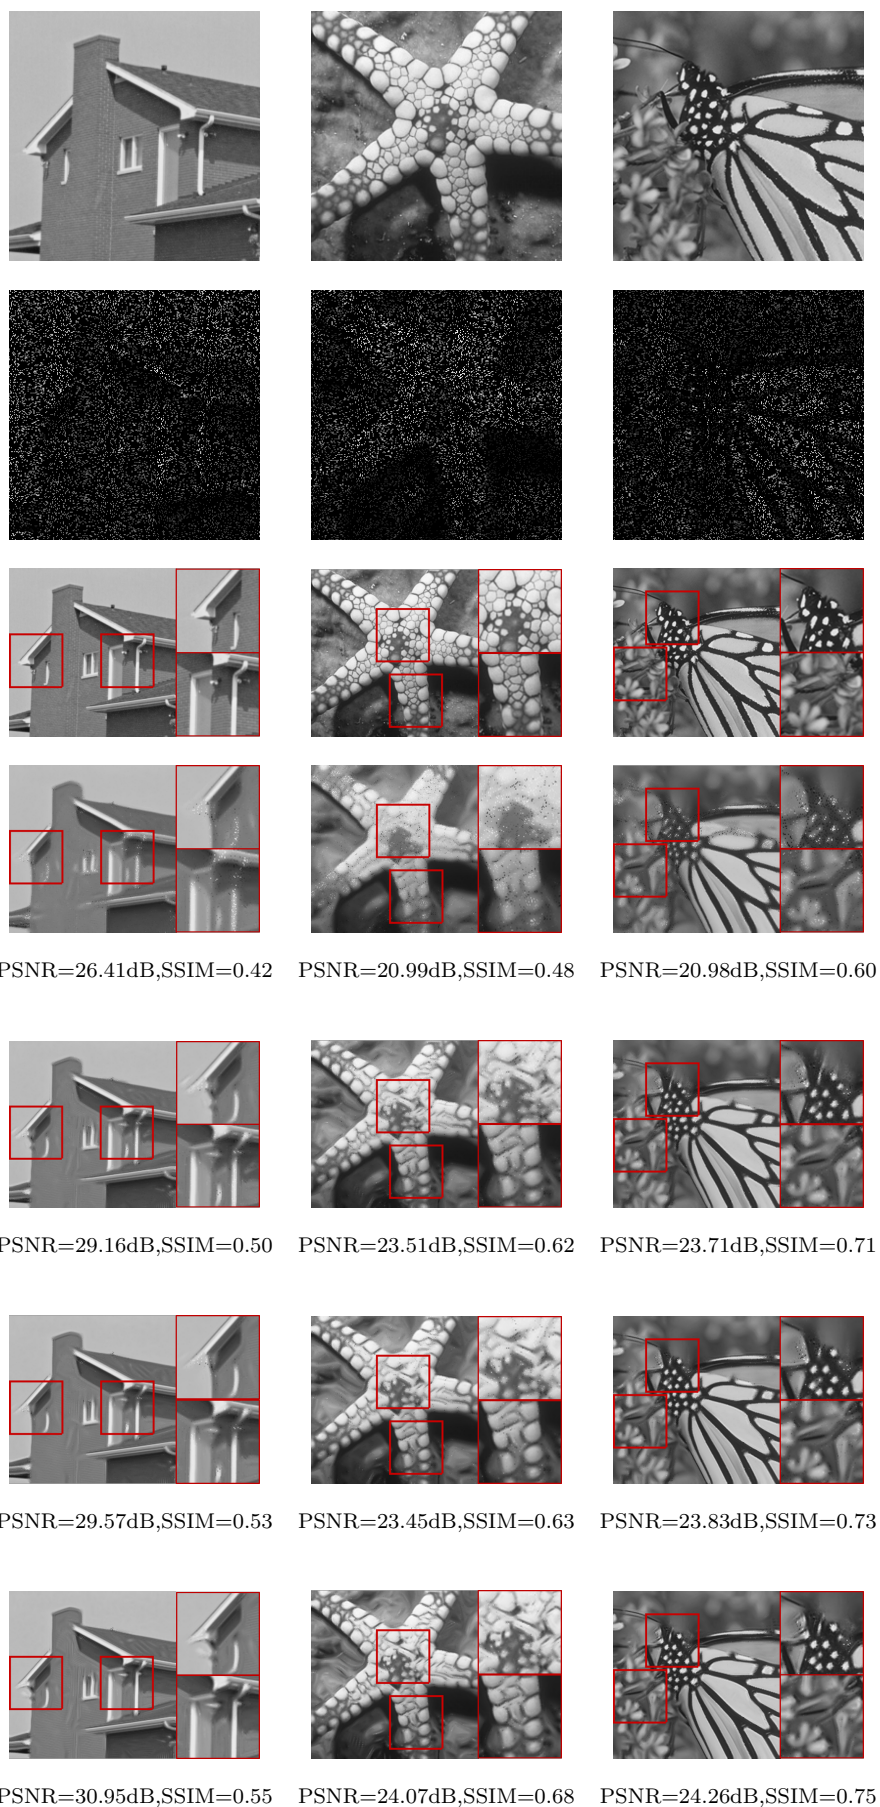 PSNR=26.41dB,SSIM=0.42 PSNR=20.99dB,SSIM=0.48 PSNR=20.98dB,SSIM=0.60
PSNR=29.16dB,SSIM=0.50 PSNR=23.51dB,SSIM=0.62 PSNR=23.71dB,SSIM=0.71
PSNR=29.57dB,SSIM=0.53 PSNR=23.45dB,SSIM=0.63 PSNR=23.83dB,SSIM=0.73
PSNR=30.95dB,SSIM=0.55 PSNR=24.07dB,SSIM=0.68 PSNR=24.26dB,SSIM=0.75